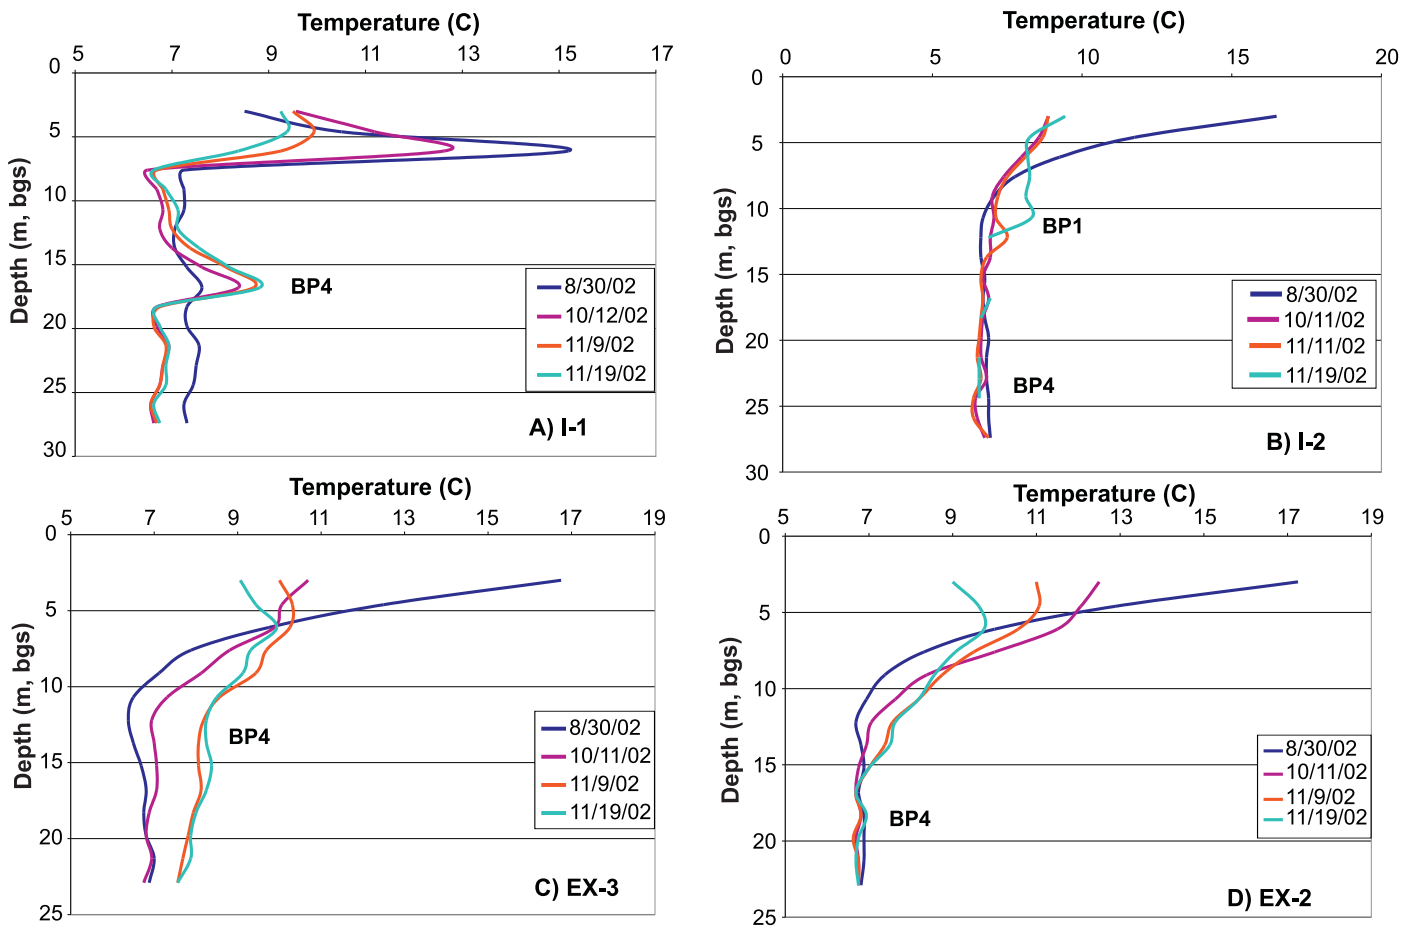 Temperature (C)
5 7 9 11 13 15 17
0
5
10
15
20
25
30
Depth (m, bgs)
BP4
8/30/02
10/12/02
11/9/02
11/19/02
A) I-1
Temperature (C)
0 5 10 15 20
0
5
10
15
20
25
30
Depth (m, bgs)
BP1
8/30/02
10/11/02
11/11/02
11/19/02
BP4
B) I-2
Temperature (C)
5 7 9 11 13 15 17 19
0
5
10
15
20
25
Depth (m, bgs)
BP4
8/30/02
10/11/02
11/9/02
11/19/02
C) EX-3
Temperature (C)
5 7 9 11 13 15 17 19
0
5
10
15
20
25
Depth (m, bgs)
8/30/02
10/11/02
11/9/02
11/19/02
BP4
D) EX-2